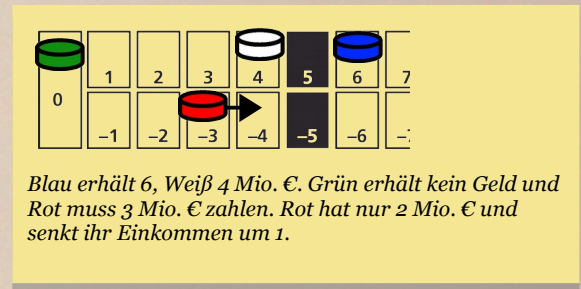 1 2 3 4 5 6 7
0
–1 –2 –3 –4 –5 –6
Blau erhält 6, Weiß 4 Mio. €. Grün erhält kein Geld und
Rot muss 3 Mio. € zahlen. Rot hat nur 2 Mio. € und
senkt ihr Einkommen um 1.